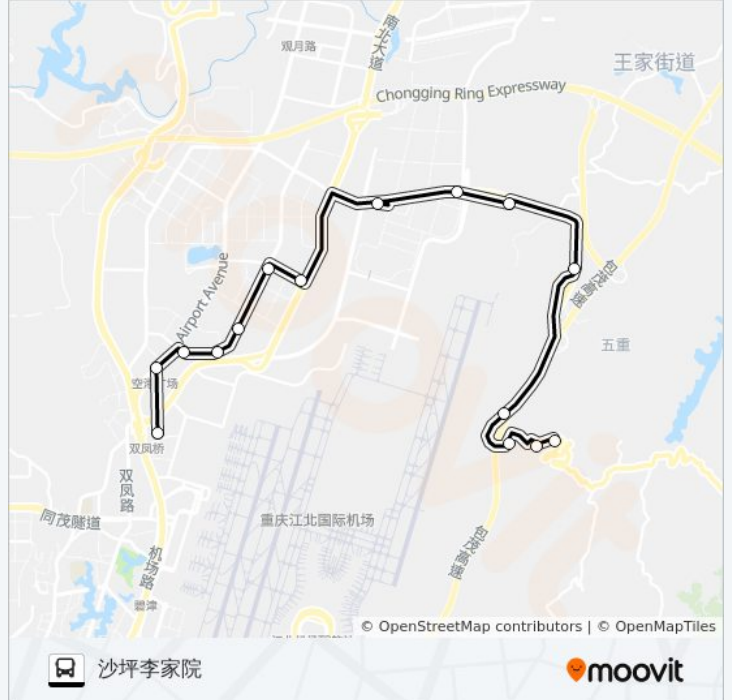 南北大道
观月路
王家街道
Chongqing Ring Expressway
Airport Avenue
包茂高速
五重
双凤桥
双凤路
同茂隧道
重庆江北国际机场
包茂高速
机场路
碧津
© OpenStreetMap contributors | © OpenMapTiles
沙坪李家院
moovit